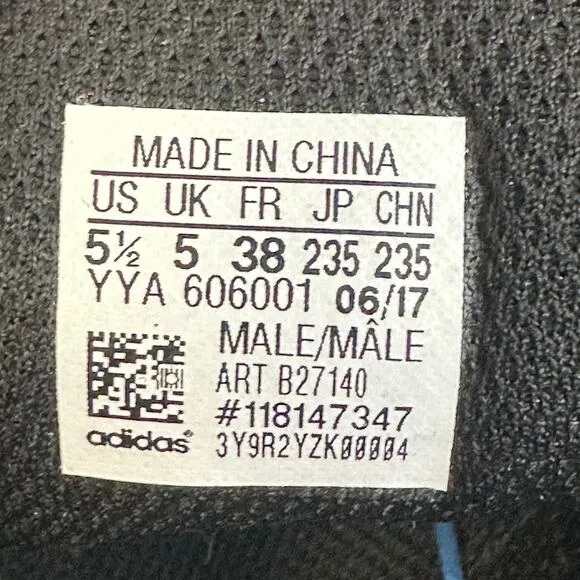 MADE IN CHINA
US UK FR JP CHN
5½ 5 38 235 235
YYA 606001 06/17
MALE/MÂLE
ART B27140
#118147347
adidas® 3Y9R2YZK00004